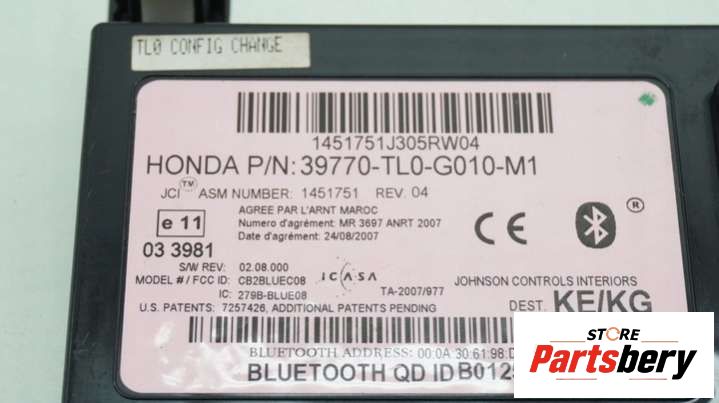 TL0 CONFIG CHANGE
1451751J305RW04
HONDA P/N: 39770-TL0-G010-M1
JCI™ ASM NUMBER: 1451751 REV. 04
e 11
03 3981
AGREE PAR L'ARNT MAROC
Numero d'agrément: MR 3697 ANRT 2007
Date d'agrément: 24/08/2007
CE
®
S/W REV: 02.08.000
MODEL # / FCC ID: CB2BLUEC08
IC: 279B-BLUE08
ICASA
TA-2007/977
JOHNSON CONTROLS INTERIORS
U.S. PATENTS: 7257426, ADDITIONAL PATENTS PENDING
DEST. KE/KG
BLUETOOTH ADDRESS: 00:0A 30:61:98:D
BLUETOOTH QD ID B0125
STORE
Partsbery